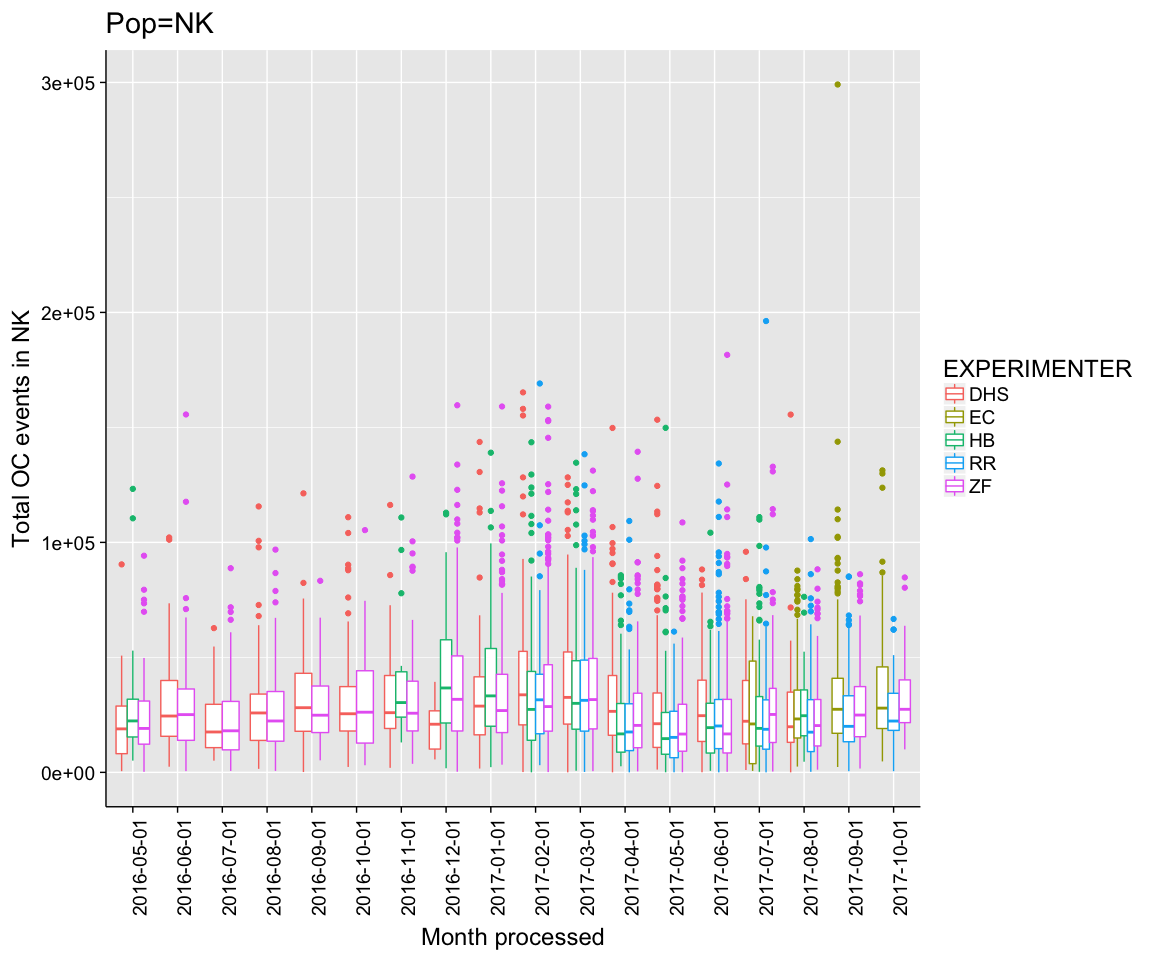 Pop=NK
Total OC events in NK
3e+05
2e+05
1e+05
0e+00
2016-05-01
2016-06-01
2016-07-01
2016-08-01
2016-09-01
2016-10-01
2016-11-01
2016-12-01
2017-01-01
2017-02-01
2017-03-01
2017-04-01
2017-05-01
2017-06-01
2017-07-01
2017-08-01
2017-09-01
2017-10-01
Month processed
EXPERIMENTER
DHS
EC
HB
RR
ZF